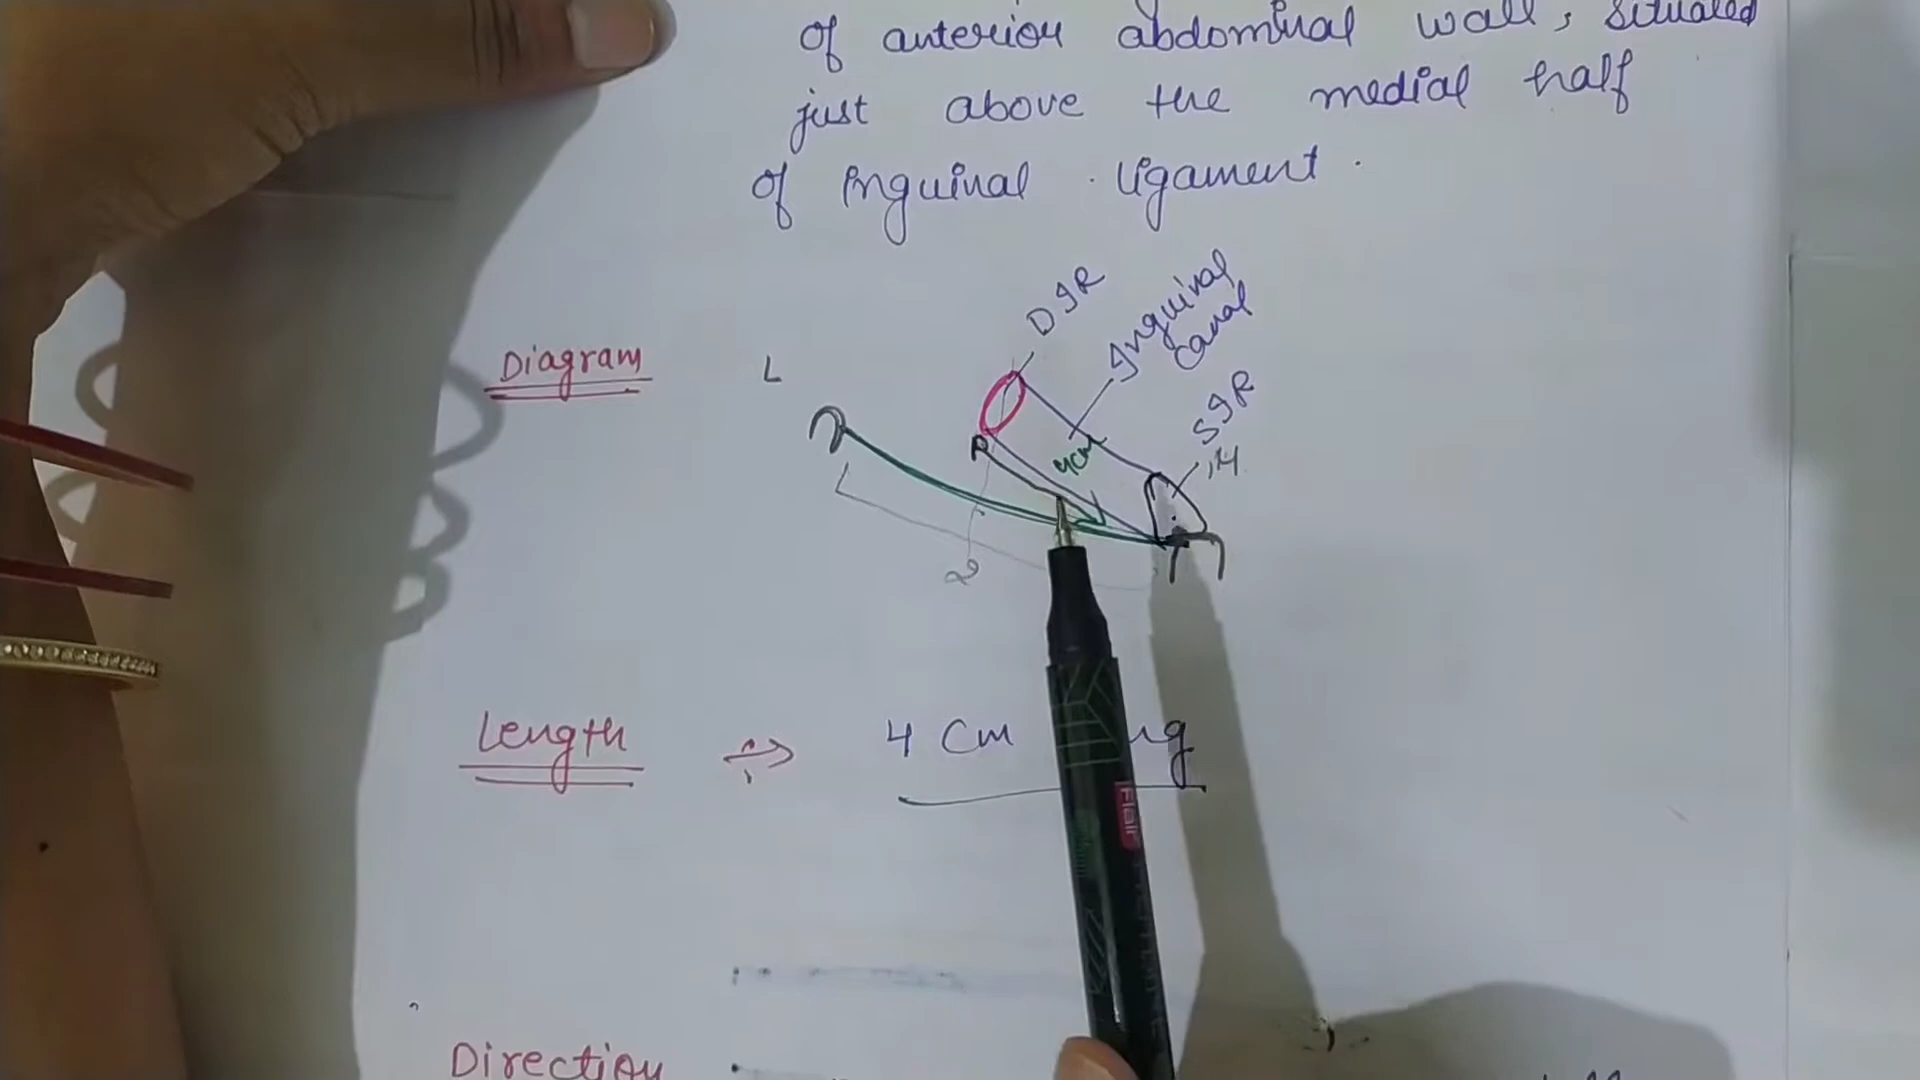 of anterior abdominal wall, situated
just above the medial half
of inguinal ligament.
DIR
Inguinal
canal
Diagram
L
SIR
4cm
Length
4 Cm
Flair
Direction